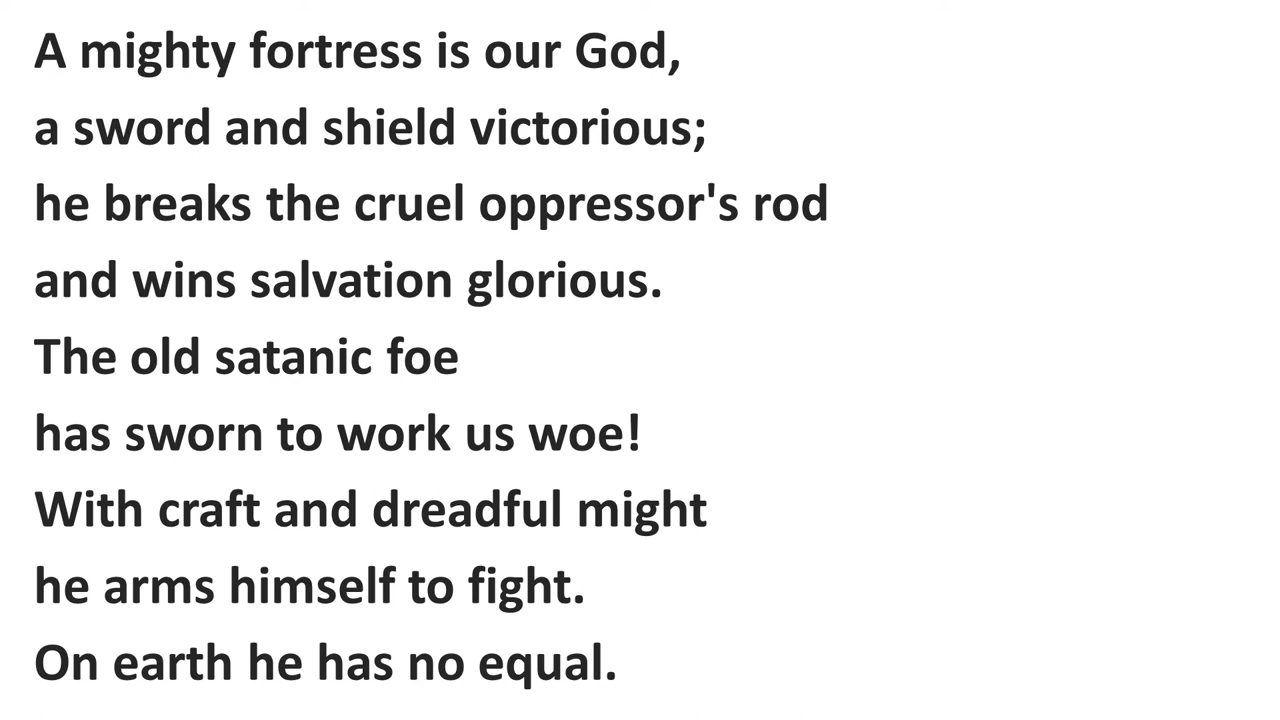 A mighty fortress is our God,
a sword and shield victorious;
he breaks the cruel oppressor's rod
and wins salvation glorious.
The old satanic foe
has sworn to work us woe!
With craft and dreadful might
he arms himself to fight.
On earth he has no equal.